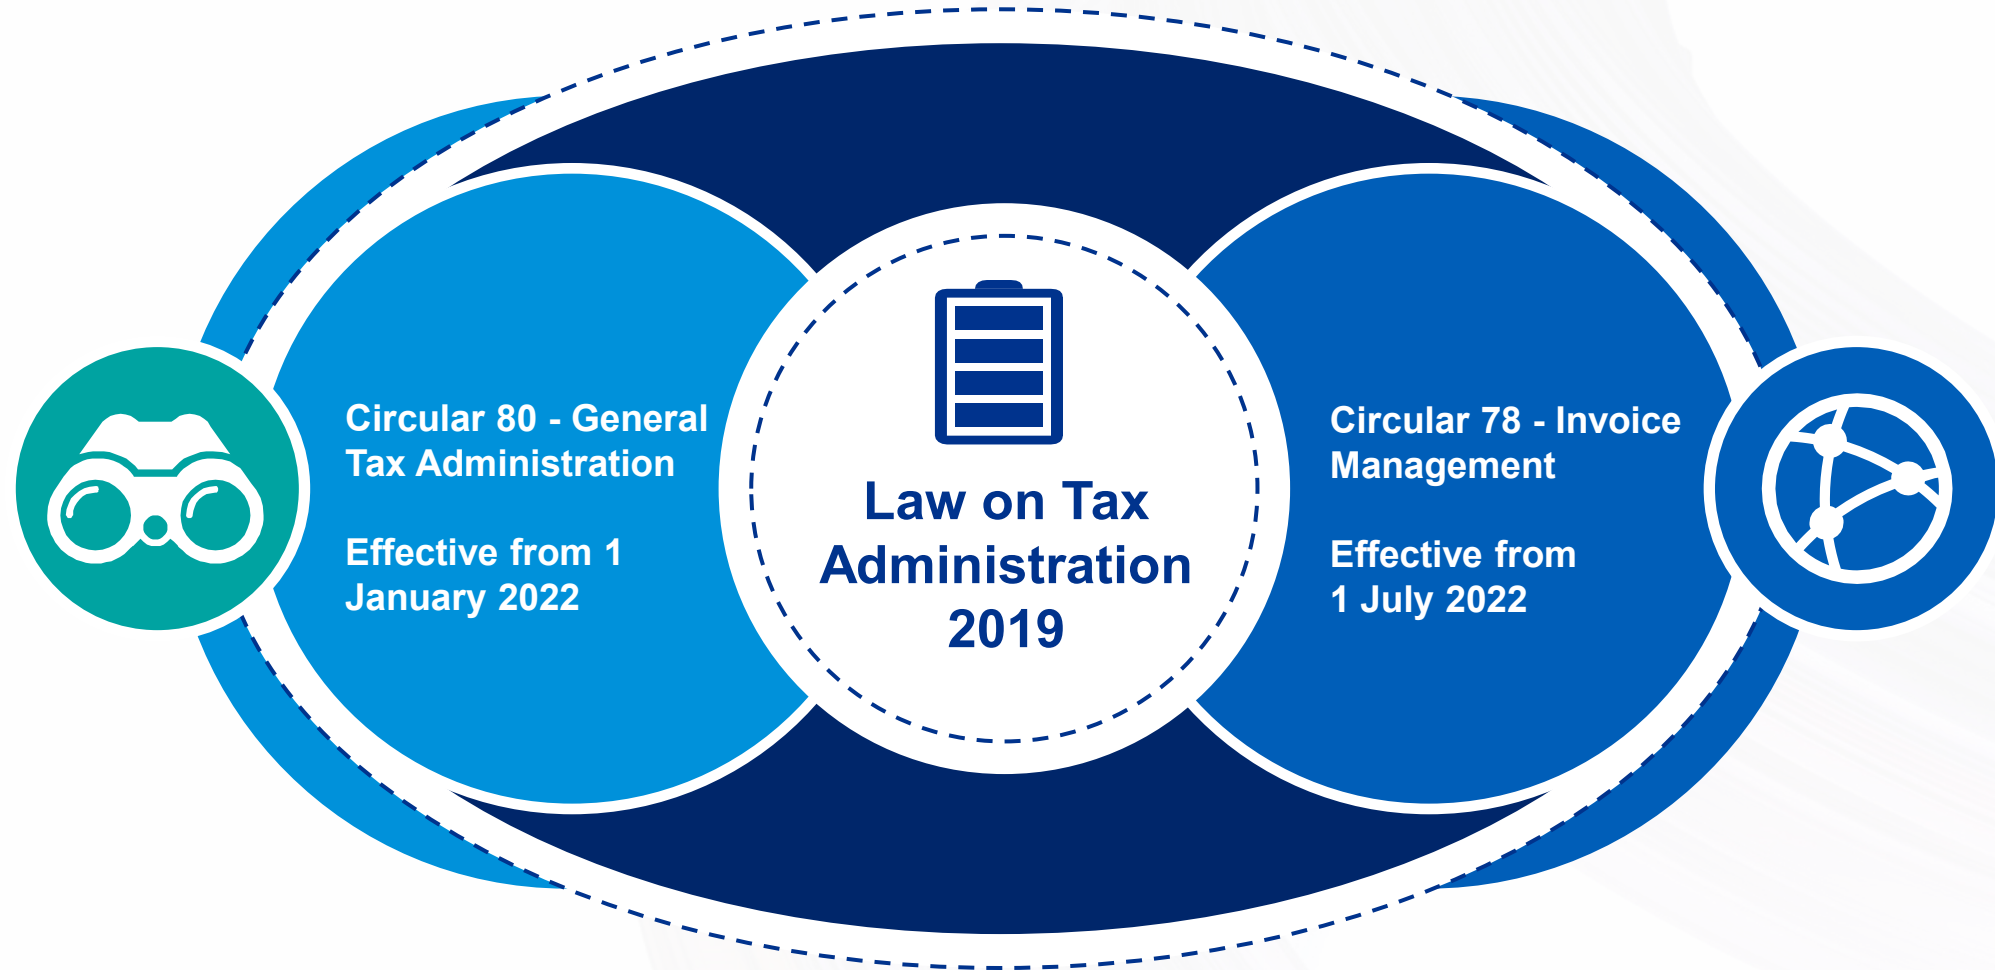 Circular 80 - General
Tax Administration
Effective from 1
January 2022
Law on Tax
Administration
2019
Circular 78 - Invoice
Management
Effective from
1 July 2022